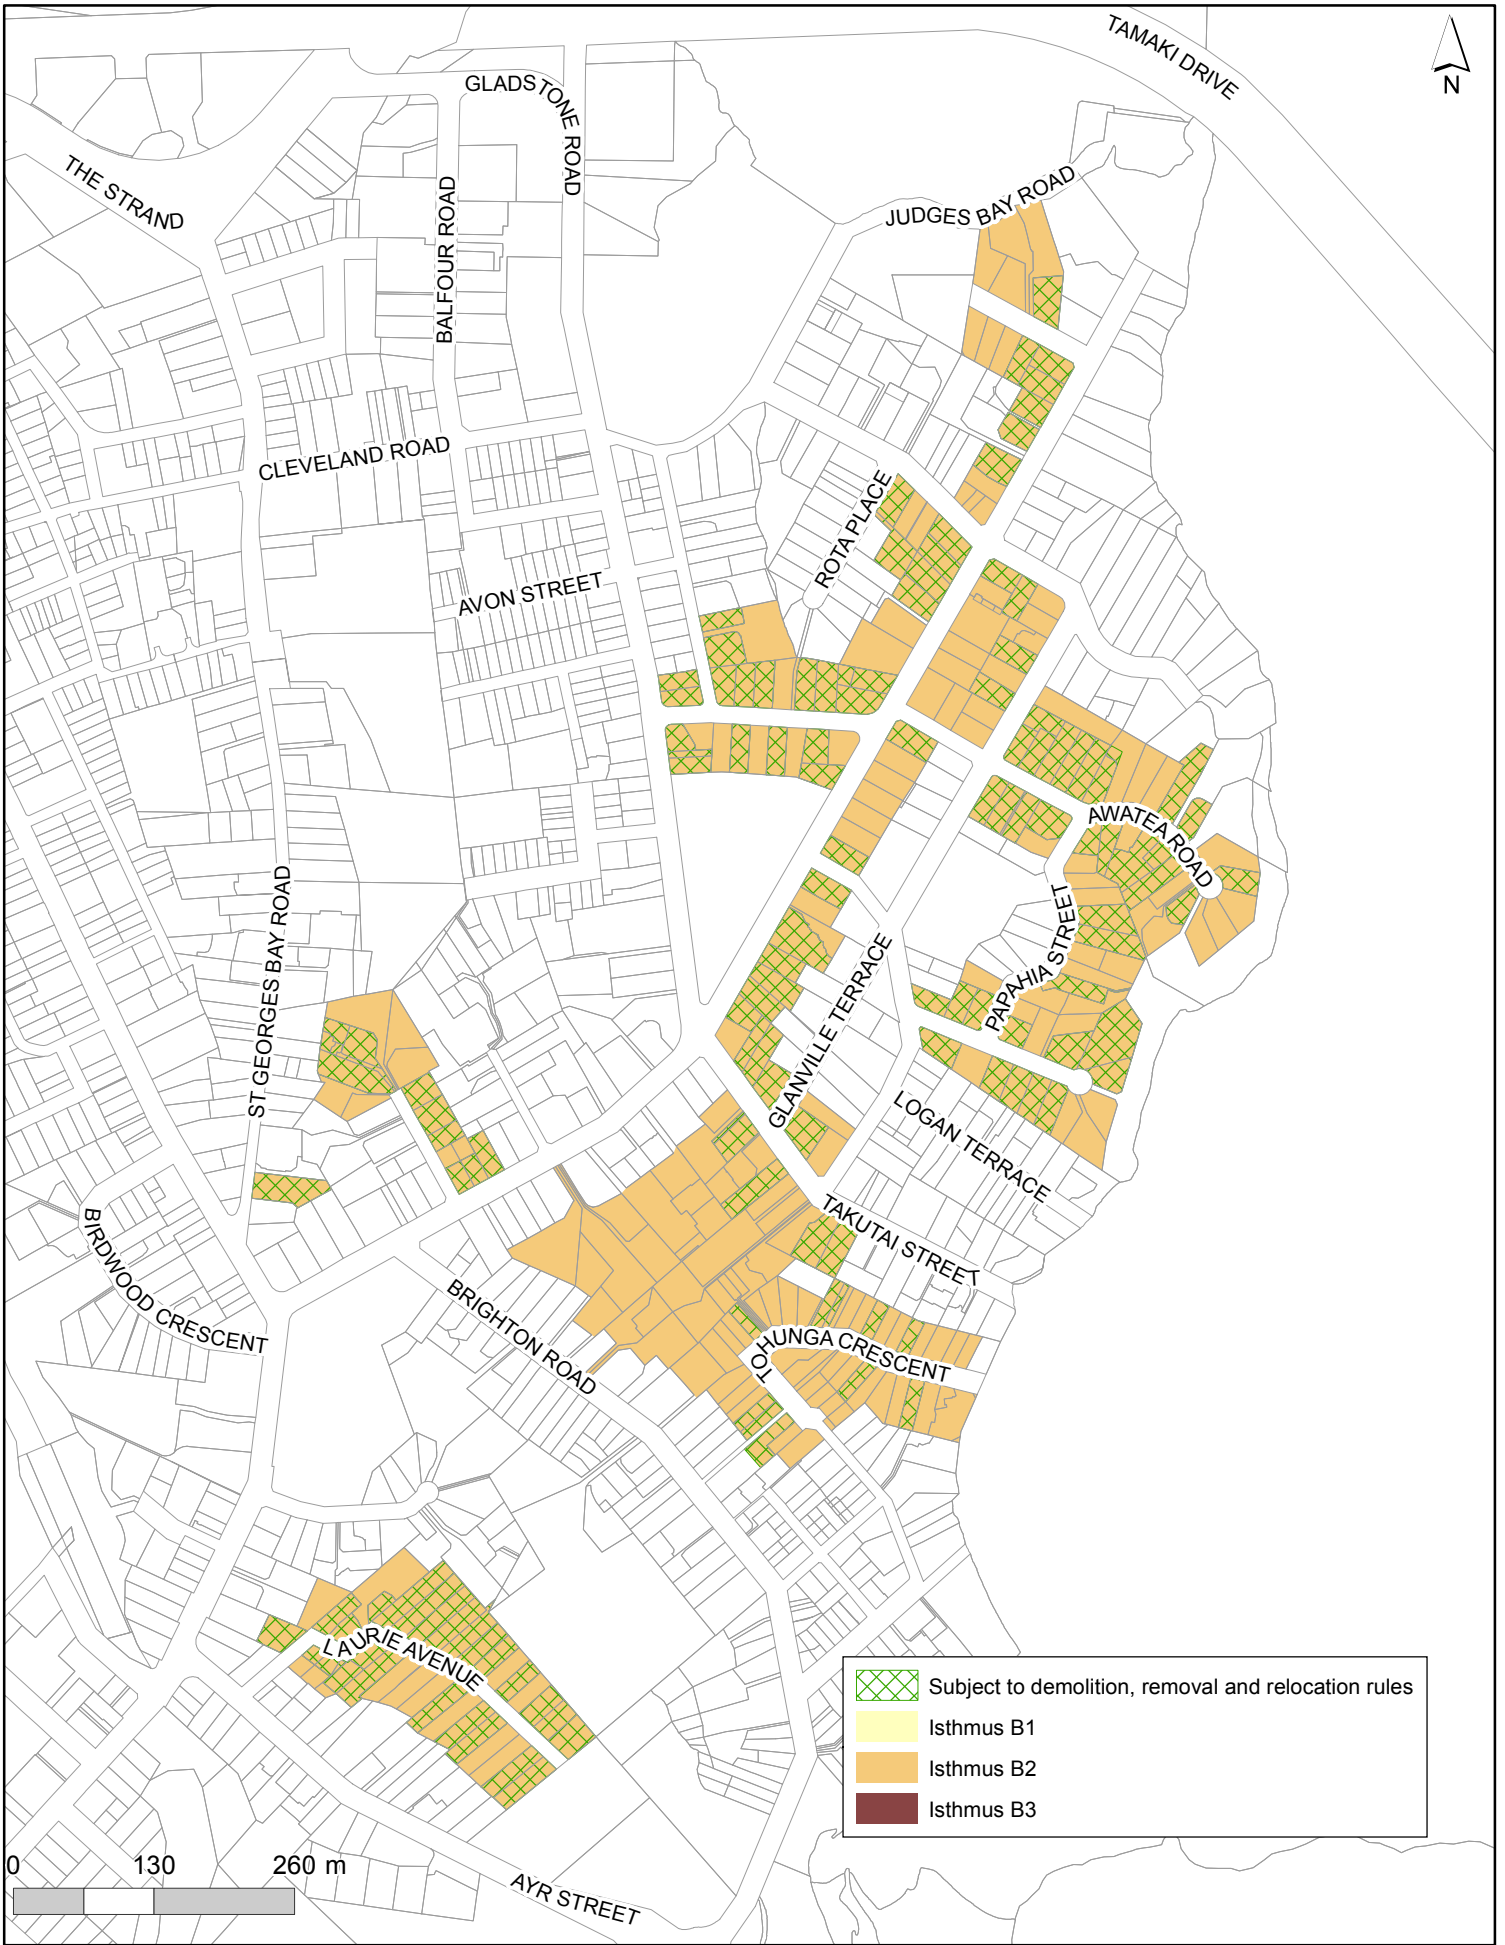 TAMAKI DRIVE
N
GLADSTONE ROAD
THE STRAND
BALFOUR ROAD
JUDGES BAY ROAD
CLEVELAND ROAD
ROTA PLACE
AVON STREET
AWATEA ROAD
ST GEORGES BAY ROAD
PAPAHIA STREET
GLANVILLE TERRACE
LOGAN TERRACE
BIRDWOOD CRESCENT
TAKUTAI STREET
BRIGHTON ROAD
TOHUNGA CRESCENT
LAURIE AVENUE
Subject to demolition, removal and relocation rules
Isthmus B1
Isthmus B2
Isthmus B3
0 130 260 m
AYR STREET